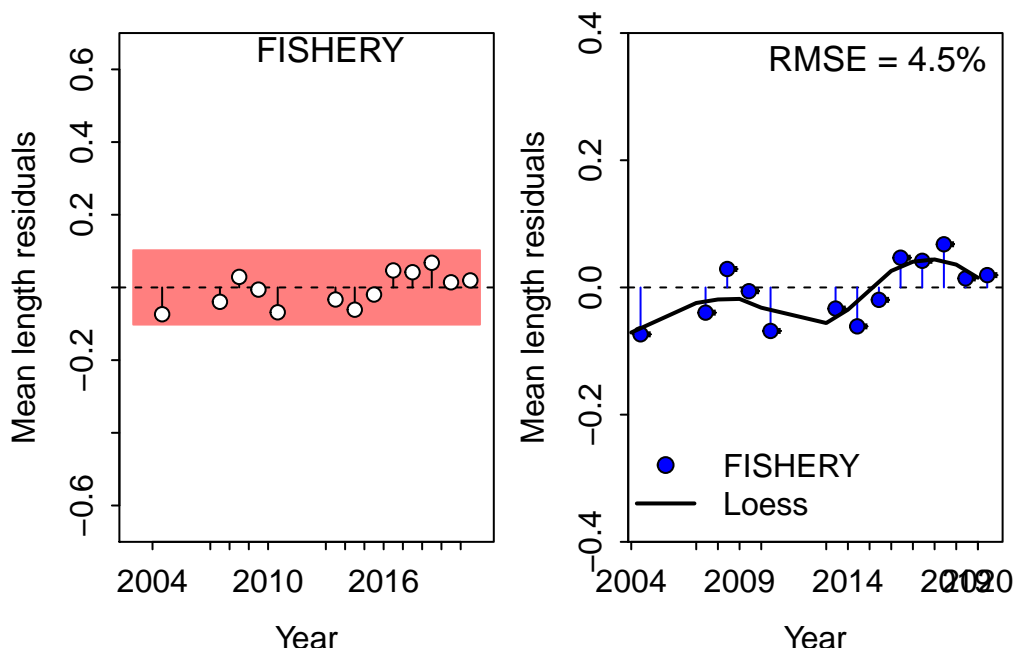 FISHERY
Mean length residuals
0.6
0.4
0.2
−0.2
−0.6
2004 2010 2016
Year
RMSE = 4.5%
Mean length residuals
0.4
0.2
0.0
−0.2
−0.4
FISHERY
Loess
2004 2009 2014 2019 2020
Year